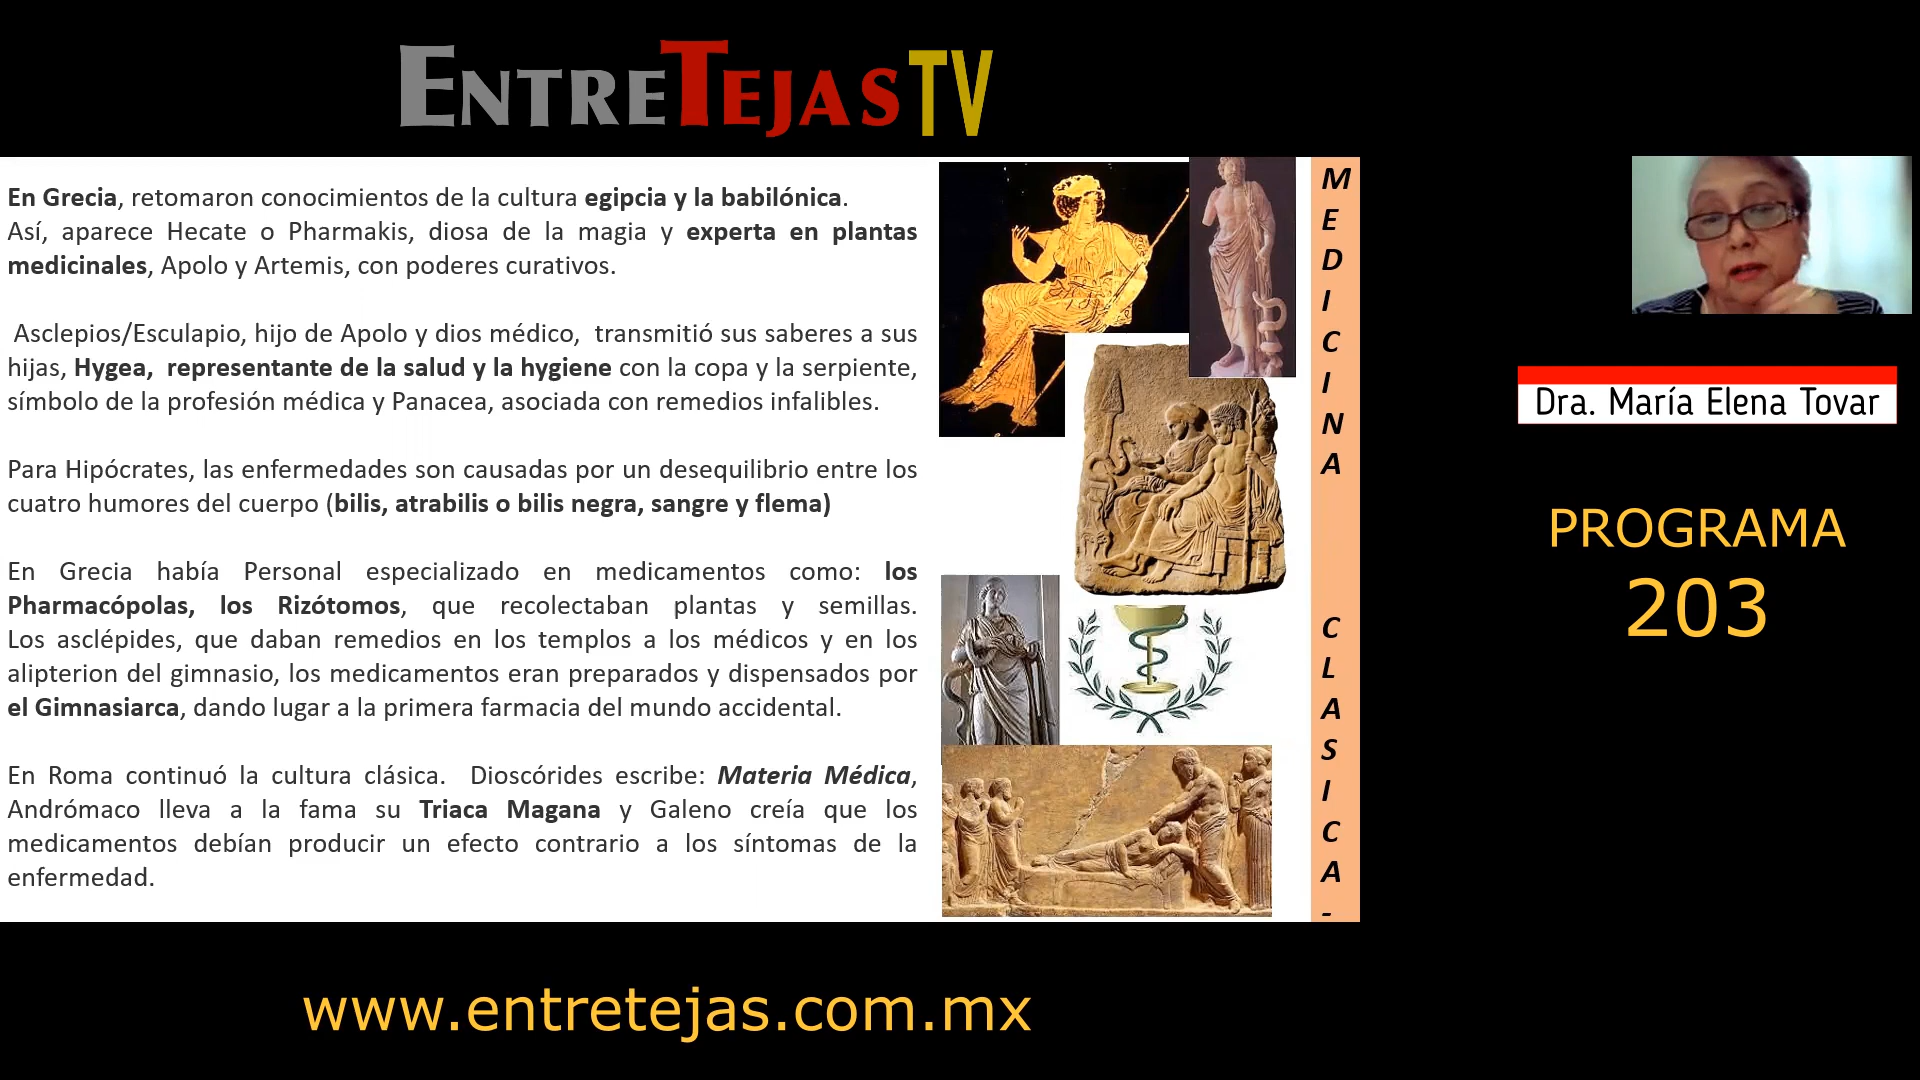 ENTRETEJAS TV
En Grecia, retomaron conocimientos de la cultura egipcia y la babilónica.
Así, aparece Hecate o Pharmakis, diosa de la magia y experta en plantas
medicinales, Apolo y Artemis, con poderes curativos.
Asclepios/Esculapio, hijo de Apolo y dios médico, transmitió sus saberes a sus
hijas, Hygea, representante de la salud y la hygiene con la copa y la serpiente,
símbolo de la profesión médica y Panacea, asociada con remedios infalibles.
Para Hipócrates, las enfermedades son causadas por un desequilibrio entre los
cuatro humores del cuerpo (bilis, atrabilis o bilis negra, sangre y flema)
En Grecia había Personal especializado en medicamentos como: los
Pharmacópolas, los Rizótomos, que recolectaban plantas y semillas.
Los asclépides, que daban remedios en los templos a los médicos y en los
alipterion del gimnasio, los medicamentos eran preparados y dispensados por
el Gimnasiarca, dando lugar a la primera farmacia del mundo accidental.
En Roma continuó la cultura clásica. Dioscórides escribe: Materia Médica,
Andrómaco lleva a la fama su Triaca Magana y Galeno creía que los
medicamentos debían producir un efecto contrario a los síntomas de la
enfermedad.
MEDICINA CLASICA-
Dra. María Elena Tovar
PROGRAMA
203
www.entretejas.com.mx